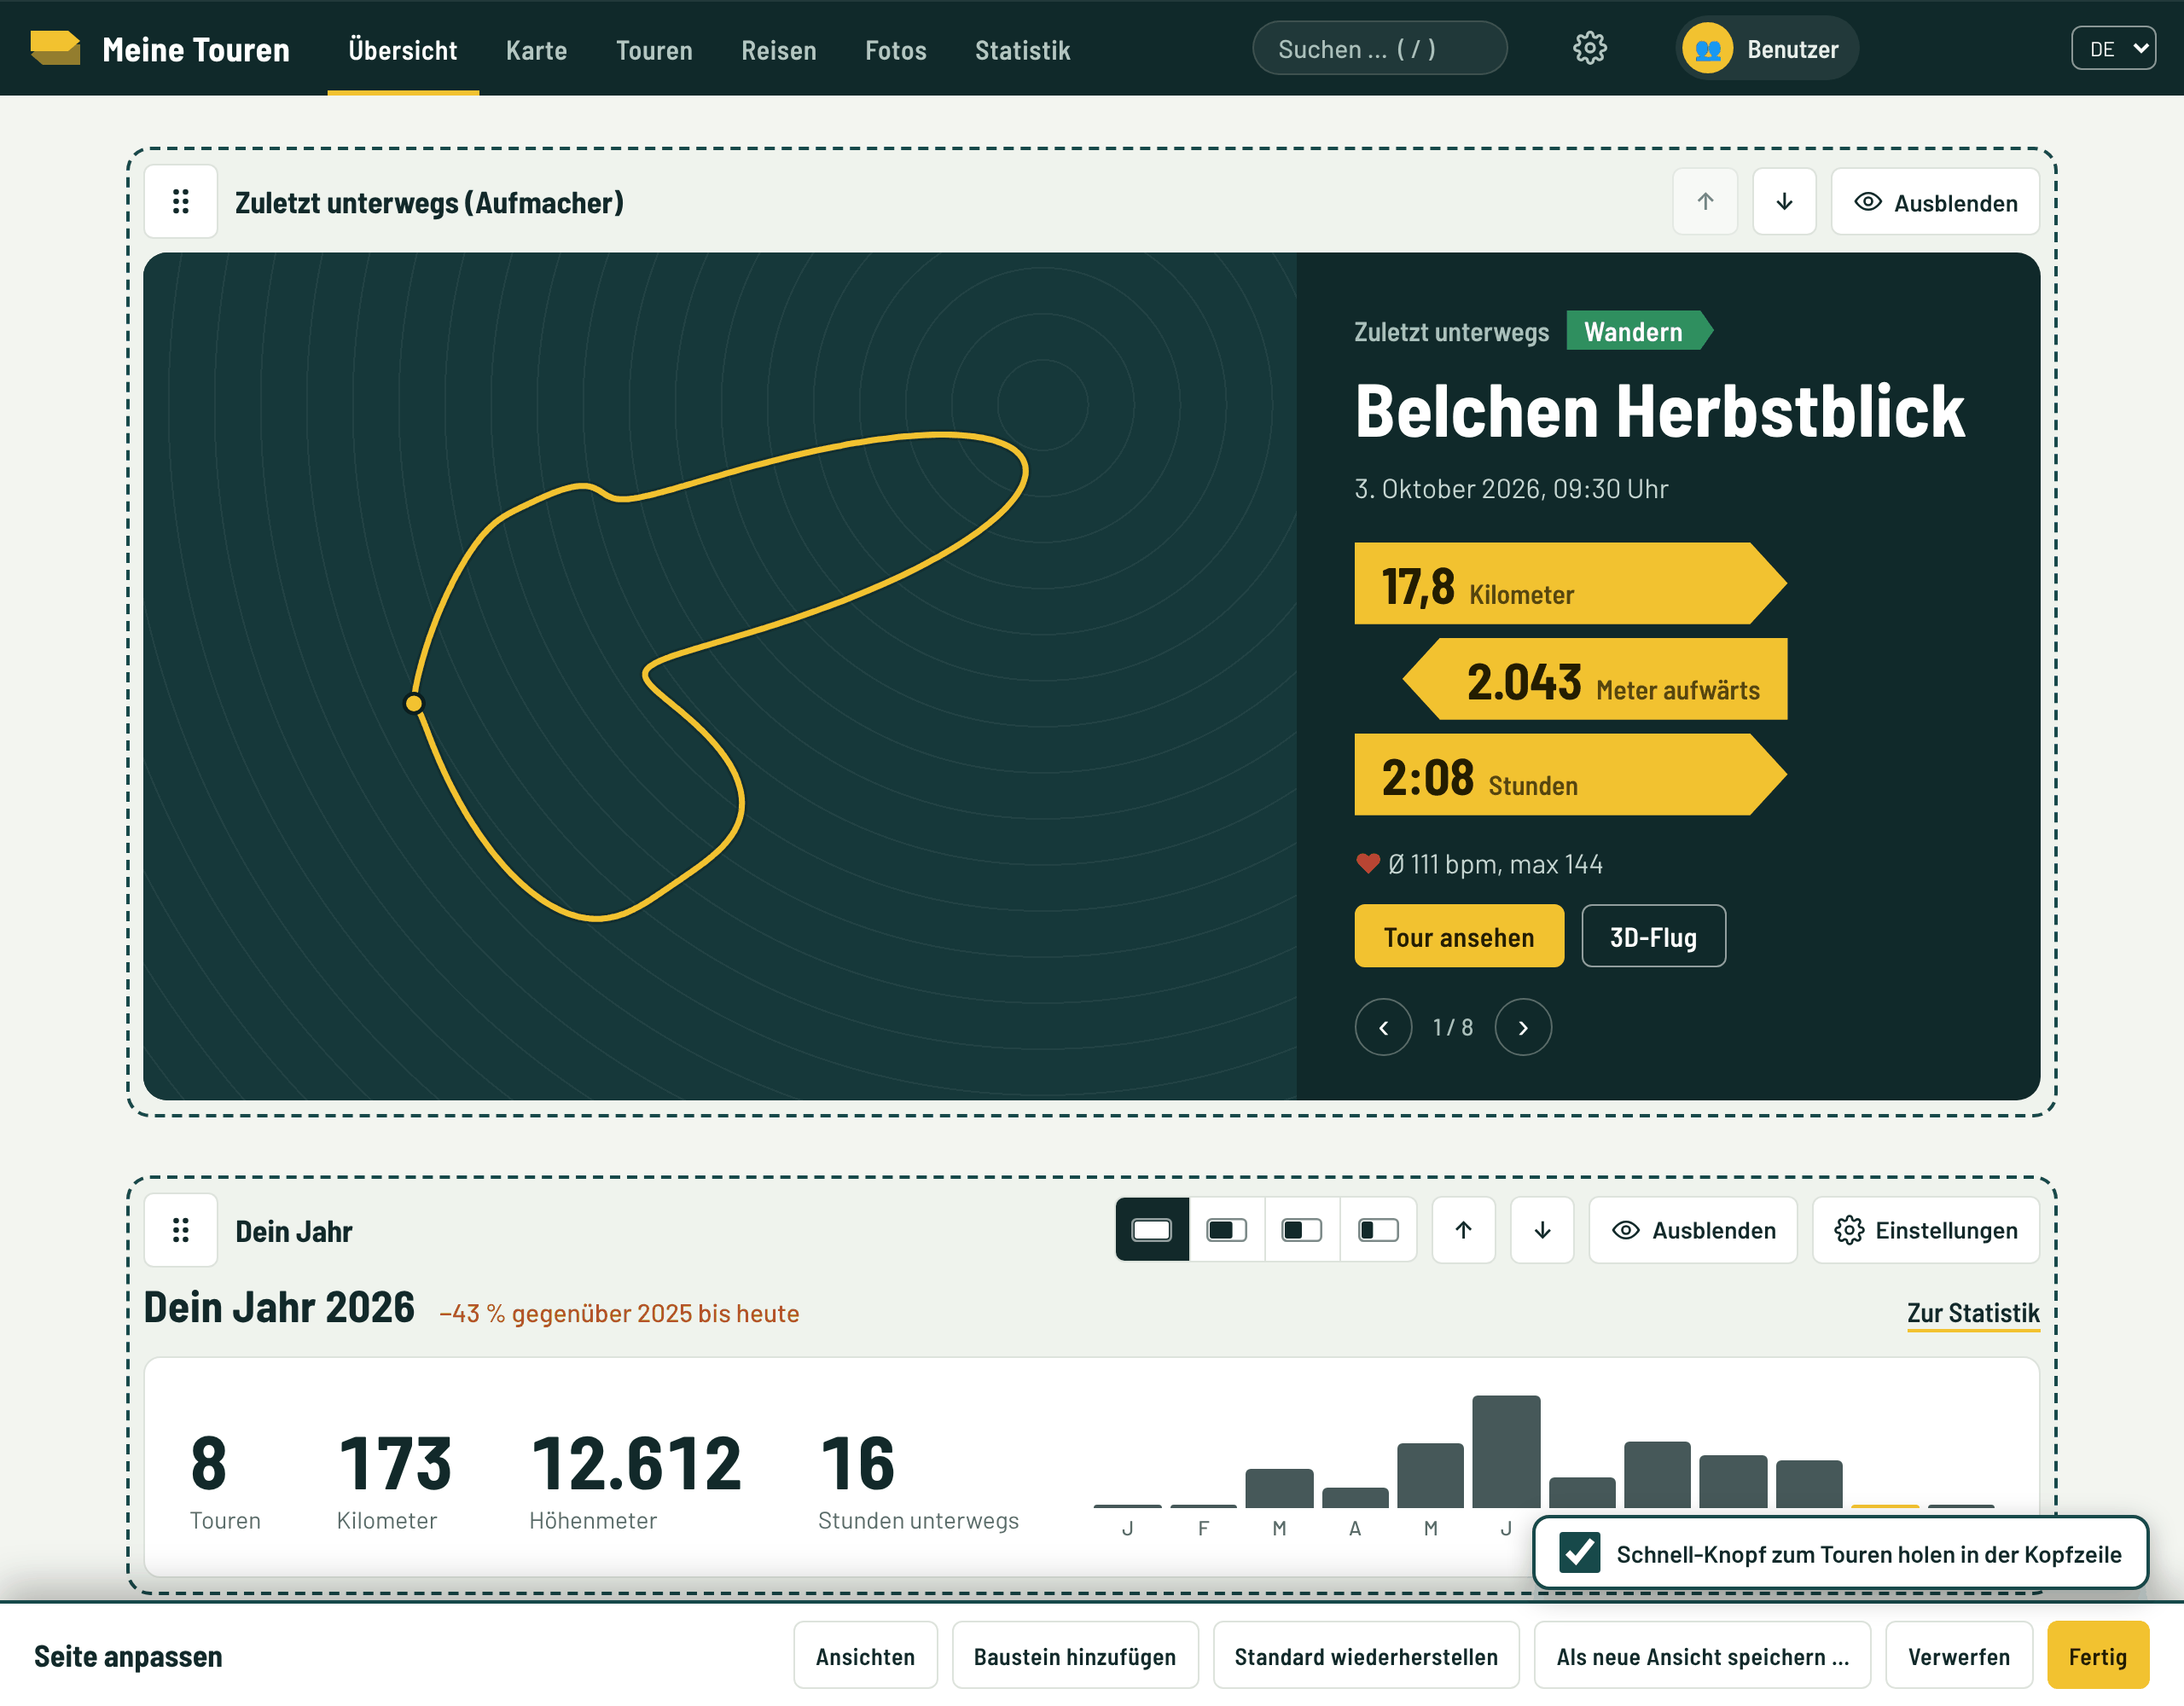 Meine Touren Übersicht Karte Touren Reisen Fotos Statistik Suchen ... ( / ) Benutzer DE
Zuletzt unterwegs (Aufmacher) ↑ ↓ Ausblenden
Zuletzt unterwegs Wandern
Belchen Herbstblick
3. Oktober 2026, 09:30 Uhr
17,8 Kilometer
2.043 Meter aufwärts
2:08 Stunden
Ø 111 bpm, max 144
Tour ansehen 3D-Flug
‹ 1 / 8 ›
Dein Jahr ↑ ↓ Ausblenden Einstellungen
Dein Jahr 2026 –43 % gegenüber 2025 bis heute Zur Statistik
8 173 12.612 16
Touren Kilometer Höhenmeter Stunden unterwegs
J F M A M J
Schnell-Knopf zum Touren holen in der Kopfzeile
Seite anpassen Ansichten Baustein hinzufügen Standard wiederherstellen Als neue Ansicht speichern ... Verwerfen Fertig